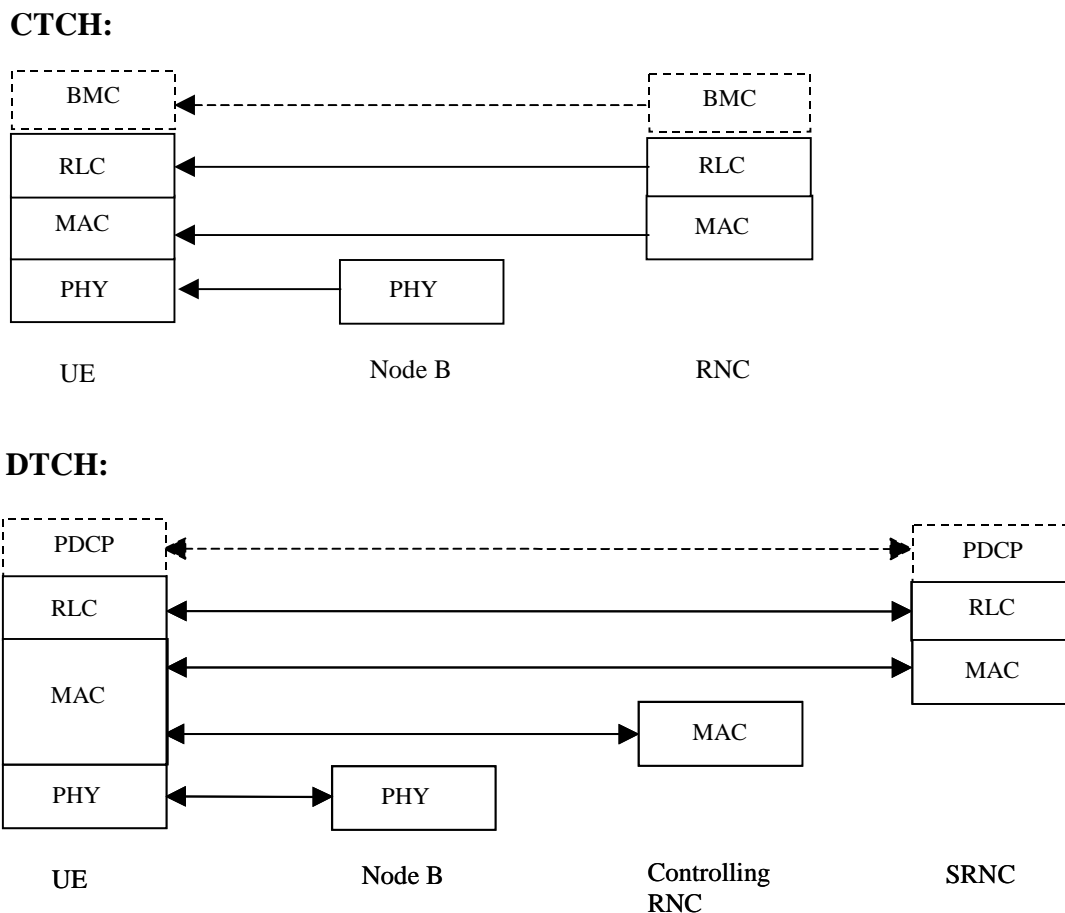 CTCH:
BMC
BMC
RLC
RLC
MAC
MAC
PHY
PHY
UE
Node B
RNC
DTCH:
PDCP
PDCP
RLC
RLC
MAC
MAC
MAC
PHY
PHY
UE
Node B
Controlling
RNC
SRNC